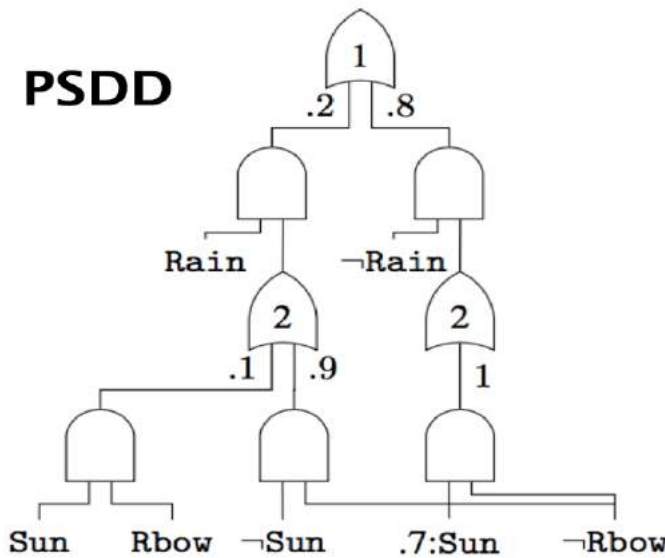 1
PSDD
.2 .8
Rain ¬Rain
2 2
.1 .9 1
Sun Rbow ¬Sun .7:Sun ¬Rbow